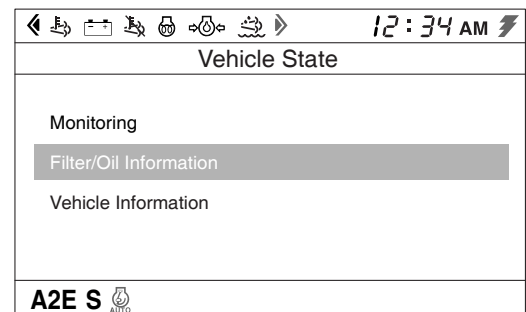 12:34 AM
Vehicle State
Monitoring
Filter/Oil Information
Vehicle Information
A2E S AUTO